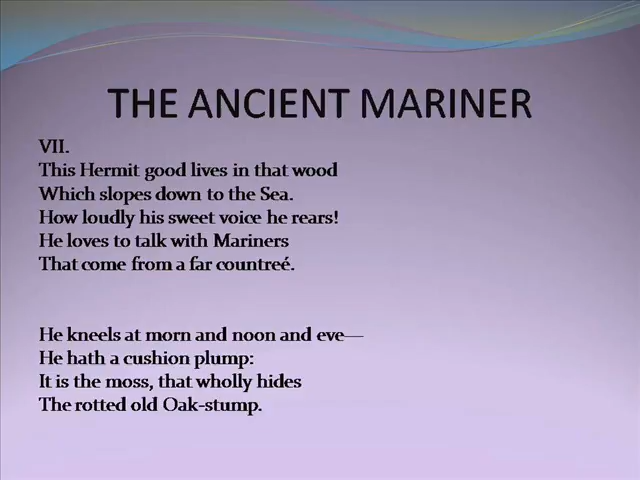 THE ANCIENT MARINER
VII.
This Hermit good lives in that wood
Which slopes down to the Sea.
How loudly his sweet voice he rears!
He loves to talk with Mariners
That come from a far countreé.
He kneels at morn and noon and eve—
He hath a cushion plump:
It is the moss, that wholly hides
The rotted old Oak-stump.